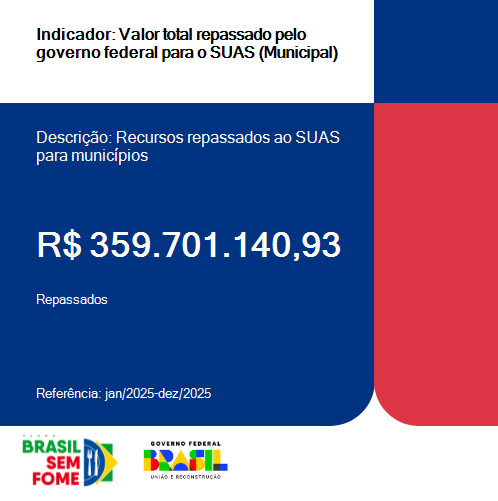 Indicador: Valor total repassado pelo
governo federal para o SUAS (Municipal)
Descrição: Recursos repassados ao SUAS
para municípios
R$ 359.701.140,93
Repassados
Referência: jan/2025-dez/2025
PLANO
BRASIL
SEM
FOME
GOVERNO FEDERAL
BRASIL
UNIÃO E RECONSTRUÇÃO